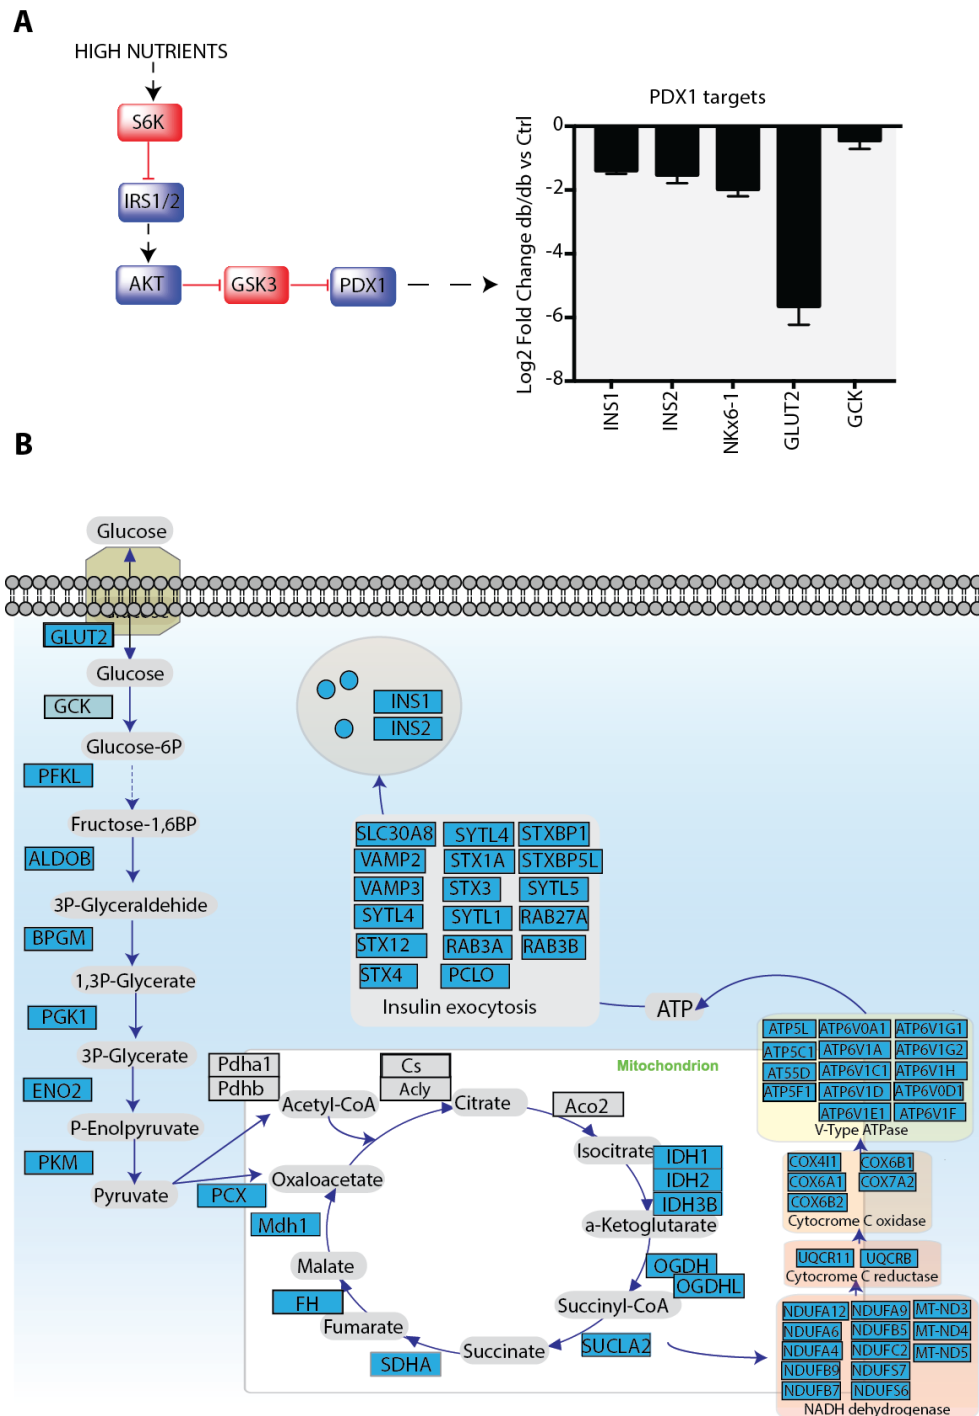 A
HIGH NUTRIENTS
S6K
IRS1/2
AKT
GSK3
PDX1
PDX1 targets
Log2 Fold Change db/db vs Ctrl
0
-2
-4
-6
-8
INS1
INS2
NKx6-1
GLUT2
GCK
B
Glucose
GLUT2
Glucose
GCK
Glucose-6P
PFKL
Fructose-1,6BP
ALDOB
3P-Glyceraldehide
BPGM
1,3P-Glycerate
PGK1
3P-Glycerate
ENO2
P-Enolpyruvate
PKM
Pyruvate
INS1
INS2
SLC30A8 SYTL4 STXBP1
VAMP2 STX1A STXBP5L
VAMP3 STX3 SYTL5
SYTL4 SYTL1 RAB27A
STX12 RAB3A RAB3B
STX4 PCLO
Insulin exocytosis
ATP
Mitochondrion
Pdha1
Pdhb
Acetyl-CoA
Cs
Acly
Citrate
Aco2
Isocitrate
IDH1
IDH2
IDH3B
a-Ketoglutarate
OGDH
OGDHL
Succinyl-CoA
SUCLA2
Succinate
SDHA
Fumarate
FH
Malate
Mdh1
Oxaloacetate
PCX
ATP5L ATP6V0A1 ATP6V1G1
ATP5C1 ATP6V1A ATP6V1G2
AT55D ATP6V1C1 ATP6V1H
ATP5F1 ATP6V1D ATP6V0D1
ATP6V1E1 ATP6V1F
V-Type ATPase
COX4I1 COX6B1
COX6A1 COX7A2
COX6B2
Cytocrome C oxidase
UQCR11 UQCRB
Cytocrome C reductase
NDUFA12 NDUFA9 MT-ND3
NDUFA6 NDUFB5 MT-ND4
NDUFA4 NDUFC2 MT-ND5
NDUFB9 NDUFS7
NDUFB7 NDUFS6
NADH dehydrogenase